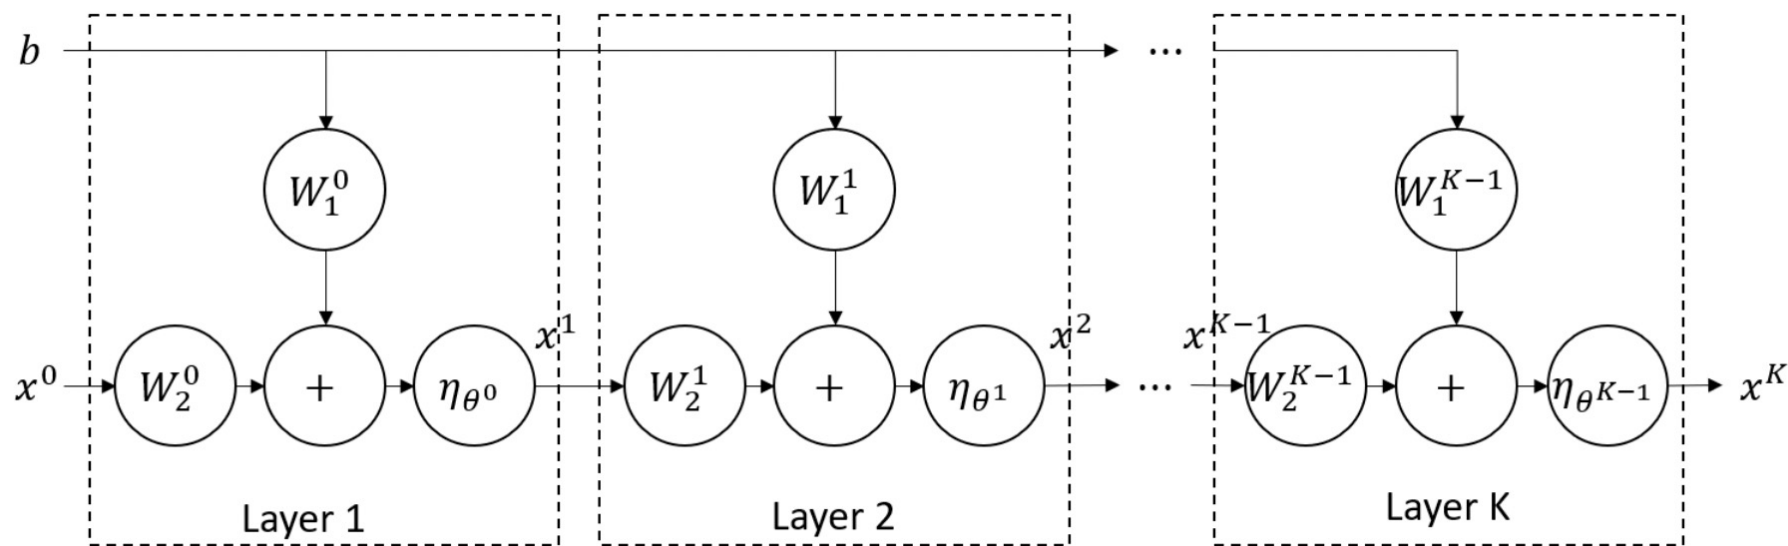 b ...
W_1^0 W_1^1 W_1^{K-1}
x^1 x^2 x^{K-1}
x^0 W_2^0 + η_{θ^0} W_2^1 + η_{θ^1} ... W_2^{K-1} + η_{θ^{K-1}} x^K
Layer 1 Layer 2 Layer K